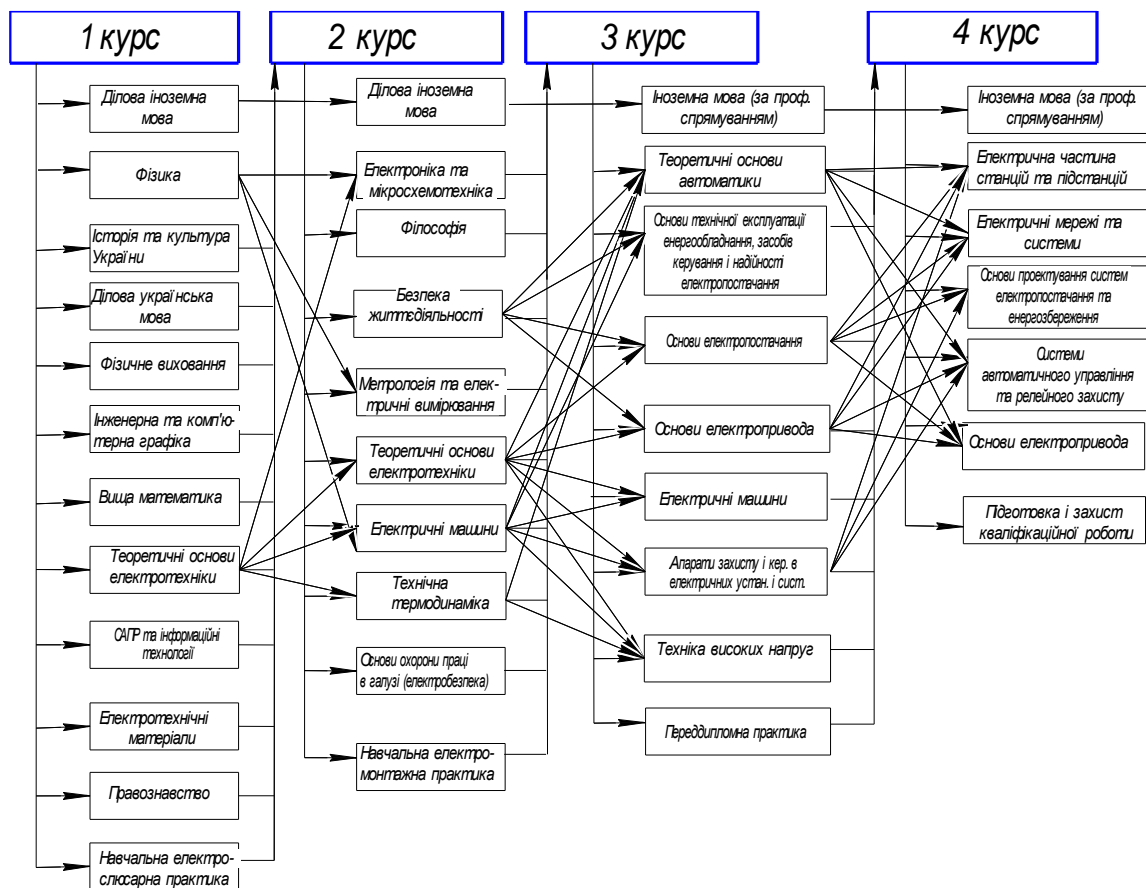 1 курс
2 курс
3 курс
4 курс
Ділова іноземна
мова
Фізика
Історія та культура
України
Ділова українська
мова
Фізичне виховання
Інженерна та комп'ю-
терна графіка
Вища математика
Теоретичні основи
електротехніки
САПР та інформаційні
технології
Електротехнічні
матеріали
Правознавство
Навчальна електро-
слюсарна практика
Ділова іноземна
мова
Електроніка та
мікросхемотехніка
Філософія
Безпека
життєдіяльності
Метрологія та елек-
тричні вимірювання
Теоретичні основи
електротехніки
Електричні машини
Технічна
термодинаміка
Основи охорони праці
в галузі (електробезпека)
Навчальна електро-
монтажна практика
Іноземна мова (за проф.
спрямуванням)
Теоретичні основи
автоматики
Основи технічної експлуатації
енергообладнання, засобів
керування і надійності
електропостачання
Основи електропостачання
Основи електропривода
Електричні машини
Апарати захисту і кер. в
електричних устан. і сист.
Техніка високих напруг
Переддипломна практика
Іноземна мова (за проф.
спрямуванням)
Електрична частина
станцій та підстанцій
Електричні мережі та
системи
Основи проектування систем
електропостачання та
енергозбереження
Системи
автоматичного управління
та релейного захисту
Основи електропривода
Підготовка і захист
кваліфікаційної роботи